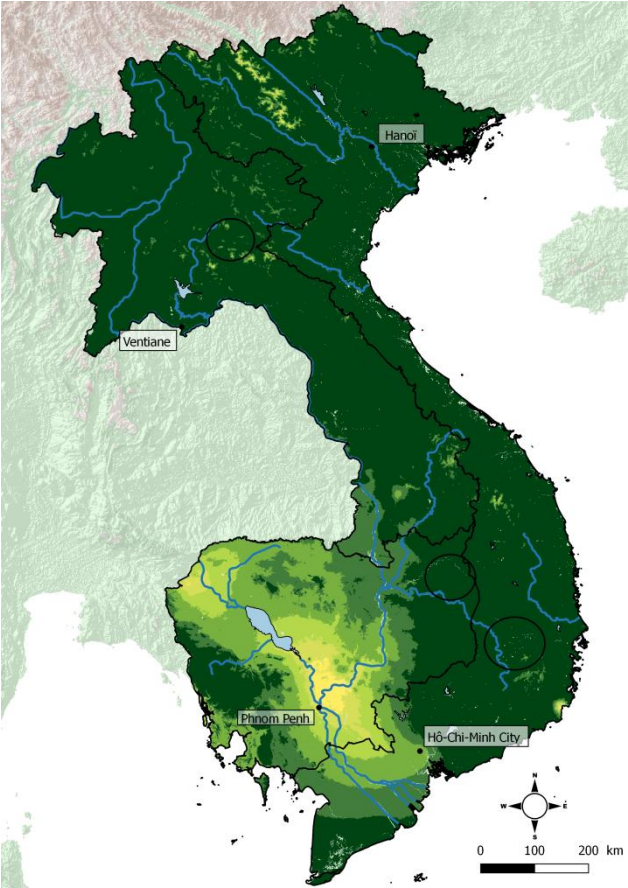 Hanoï
Ventiane
Phnom Penh
Hô-Chi-Minh City
N
W E
S
0 100 200 km